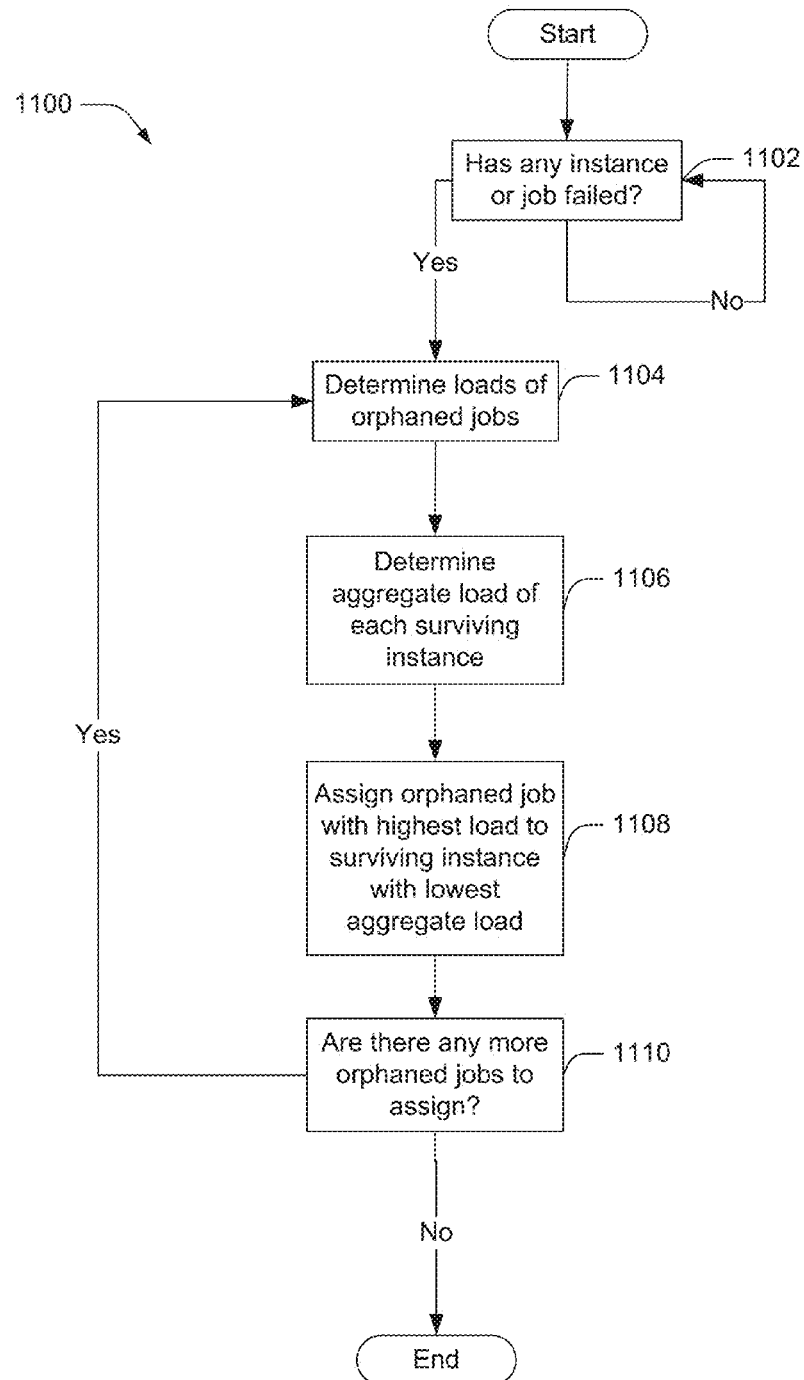 Start
1100
Has any instance
or job failed?
1102
Yes
No
Determine loads of
orphaned jobs
1104
Determine
aggregate load of
each surviving
instance
1106
Yes
Assign orphaned job
with highest load to
surviving instance
with lowest
aggregate load
1108
Are there any more
orphaned jobs to
assign?
1110
No
End